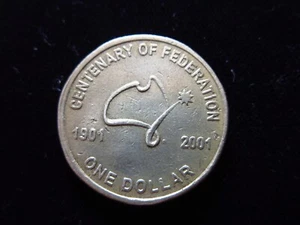 CENTENARY OF FEDERATION
1901 2001
ONE DOLLAR